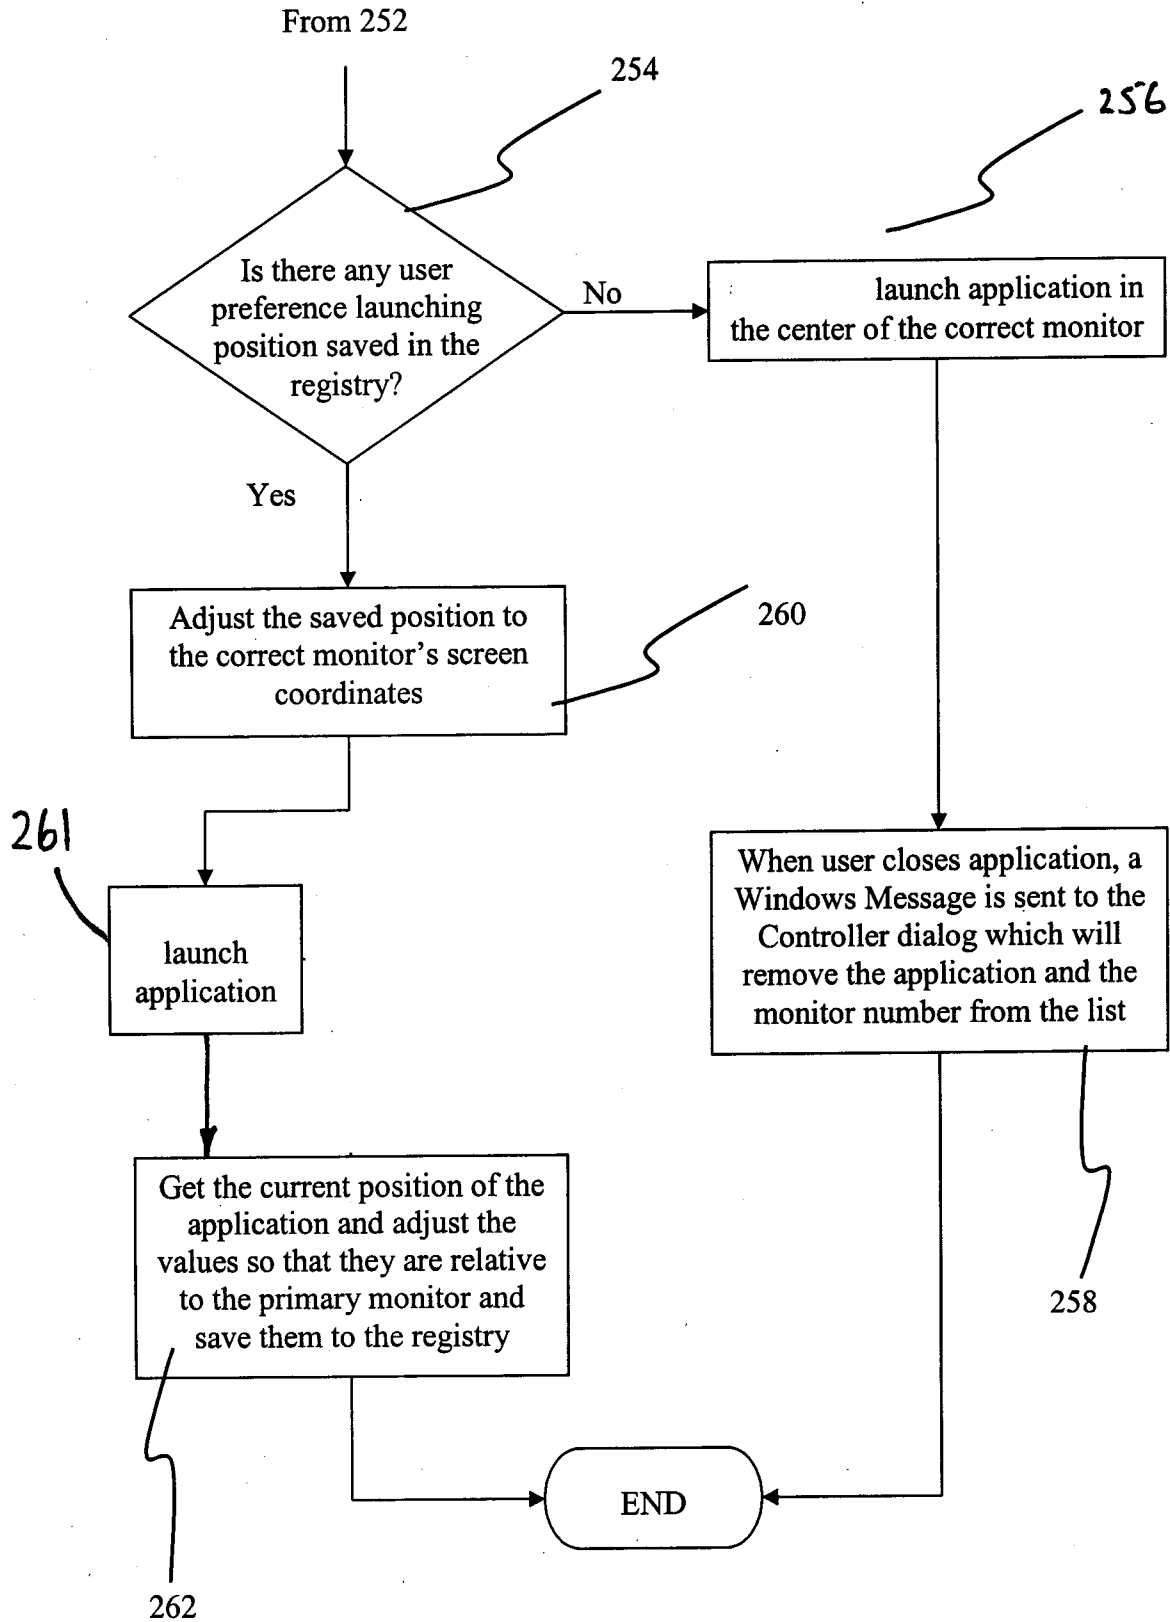 From 252
254
256
Is there any user
preference launching
position saved in the
registry?
No
launch application in
the center of the correct monitor
Yes
Adjust the saved position to
the correct monitor's screen
coordinates
260
261
launch
application
When user closes application, a
Windows Message is sent to the
Controller dialog which will
remove the application and the
monitor number from the list
Get the current position of the
application and adjust the
values so that they are relative
to the primary monitor and
save them to the registry
258
END
262